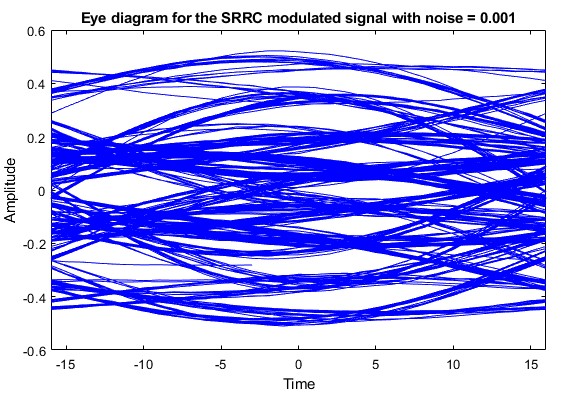 Eye diagram for the SRRC modulated signal with noise = 0.001
0.6
0.4
0.2
0
-0.2
-0.4
-0.6
Amplitude
-15 -10 -5 0 5 10 15
Time